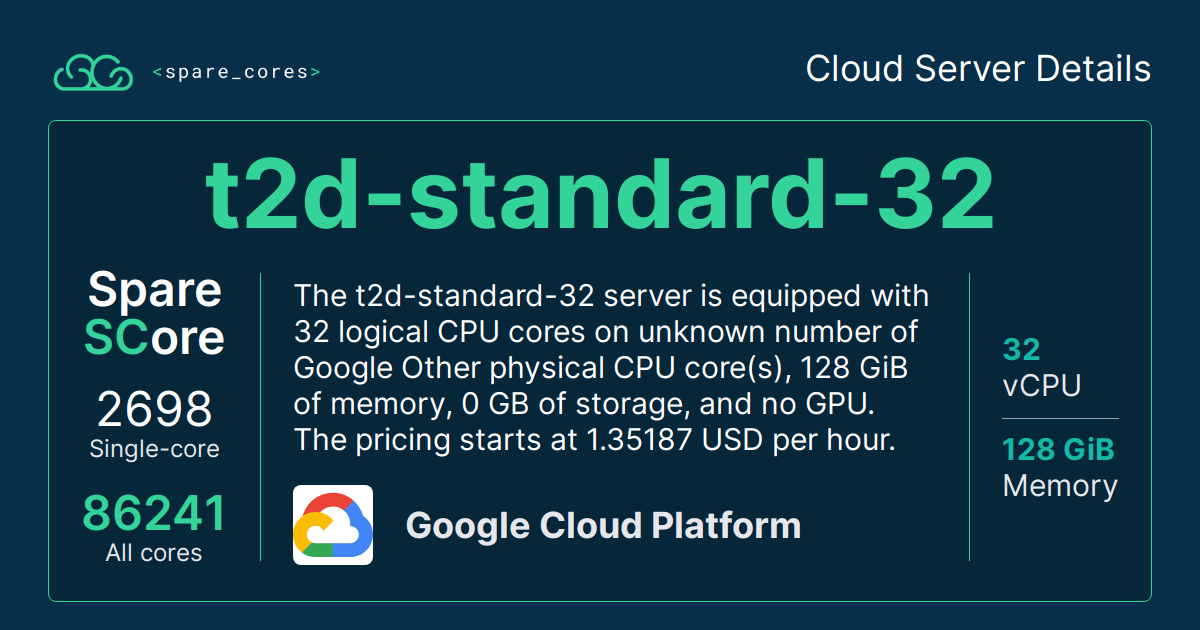 <spare_cores>
Cloud Server Details
t2d-standard-32
Spare
SCore
2698
Single-core
86241
All cores
The t2d-standard-32 server is equipped with
32 logical CPU cores on unknown number of
Google Other physical CPU core(s), 128 GiB
of memory, 0 GB of storage, and no GPU.
The pricing starts at 1.35187 USD per hour.
Google Cloud Platform
32
vCPU
128 GiB
Memory